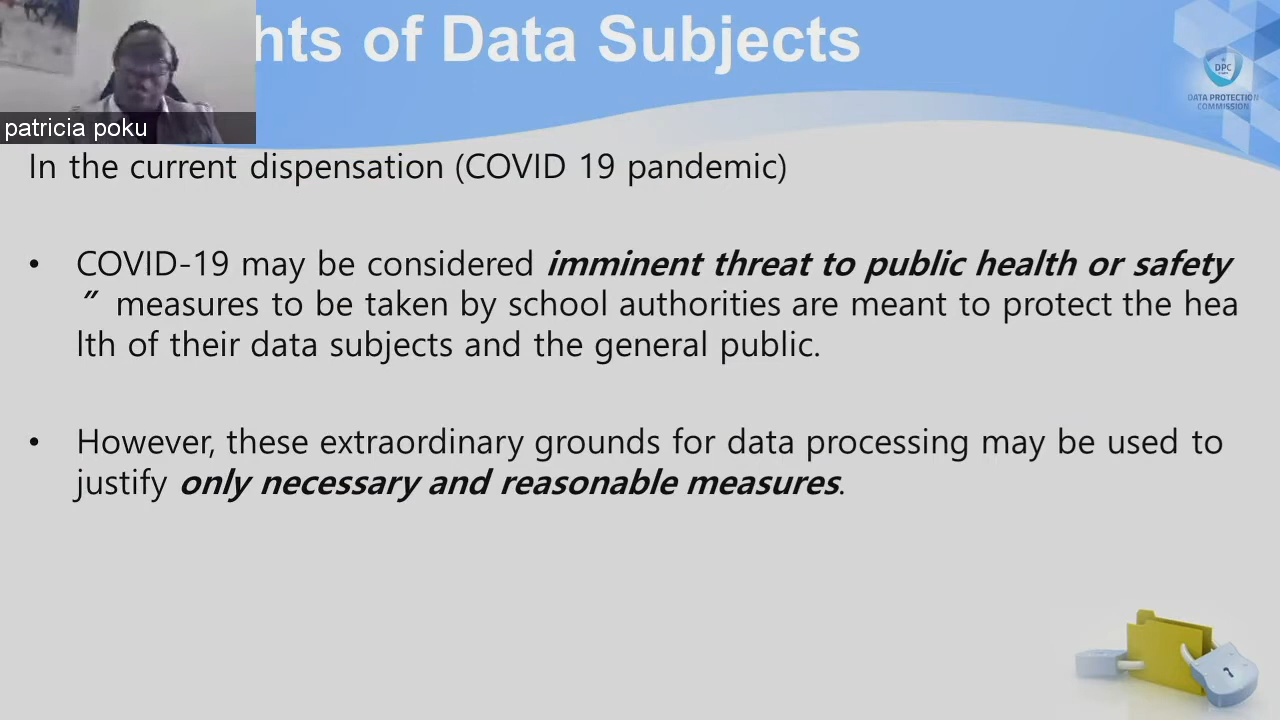 hts of Data Subjects
DPC
DATA PROTECTION
COMMISSION
patricia poku
In the current dispensation (COVID 19 pandemic)
• COVID-19 may be considered imminent threat to public health or safety
” measures to be taken by school authorities are meant to protect the hea
lth of their data subjects and the general public.
• However, these extraordinary grounds for data processing may be used to
justify only necessary and reasonable measures.